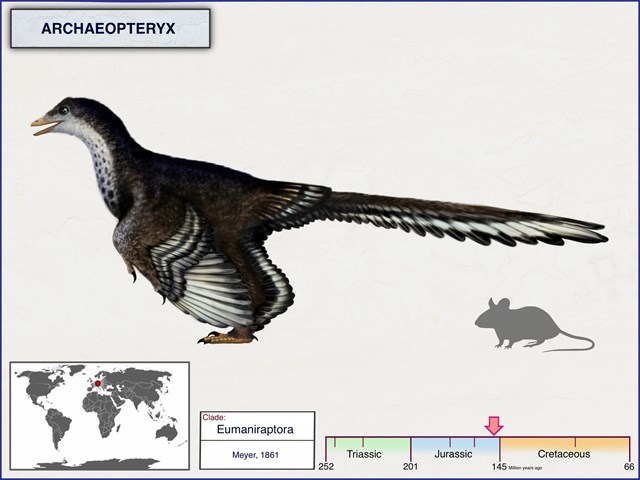 ARCHAEOPTERYX
Clade:
Eumaniraptora
Meyer, 1861
Triassic Jurassic Cretaceous
252 201 145 Million years ago 66